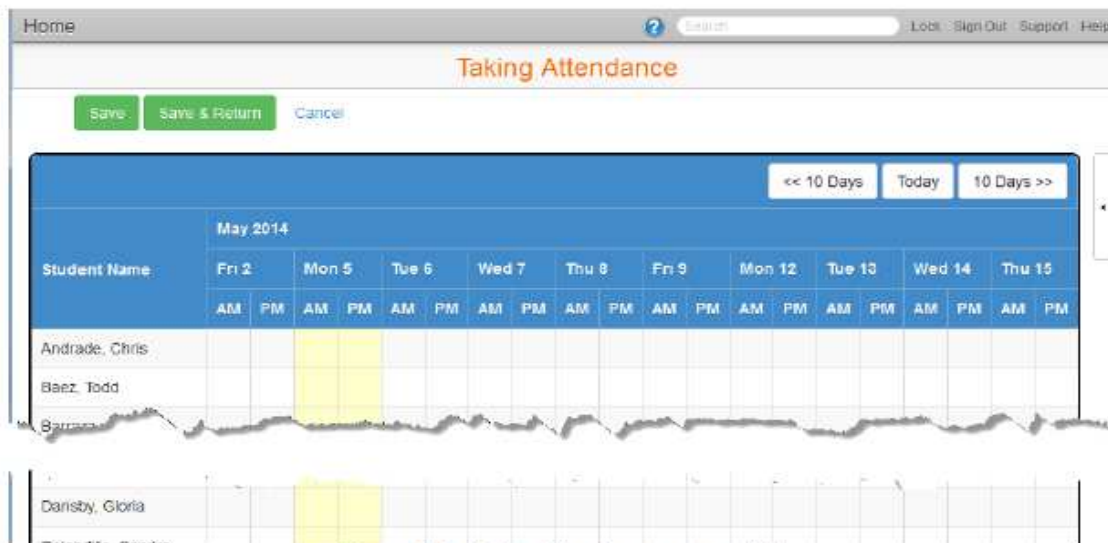 Home Search Lock Sign Out Support Help
Taking Attendance
Save Save & Return Cancel
<< 10 Days Today 10 Days >>
May 2014
Student Name Fri 2 Mon 5 Tue 6 Wed 7 Thu 8 Fri 9 Mon 12 Tue 13 Wed 14 Thu 15
AM PM AM PM AM PM AM PM AM PM AM PM AM PM AM PM AM PM AM PM
Andrade, Chris
Baez, Todd
Dansby, Gloria